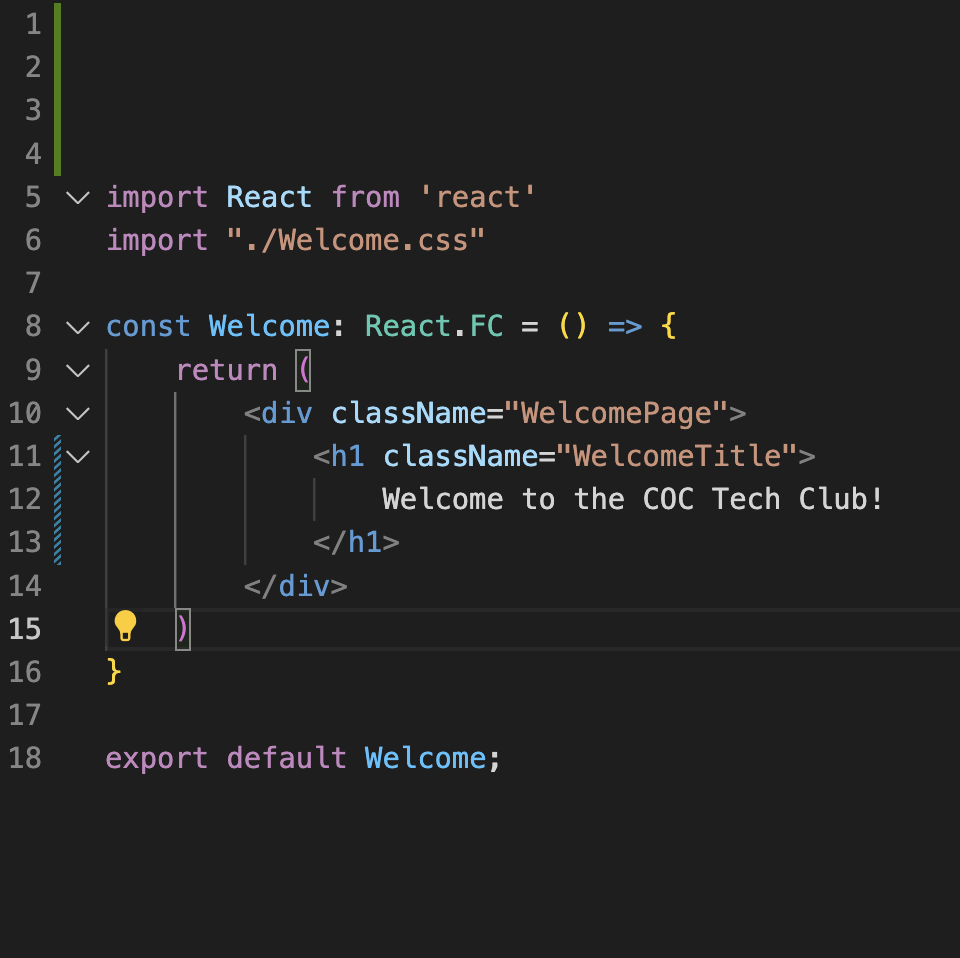 1
2
3
4
5 import React from 'react'
6 import "./Welcome.css"
7
8 const Welcome: React.FC = () => {
9     return (
10         <div className="WelcomePage">
11             <h1 className="WelcomeTitle">
12                 Welcome to the COC Tech Club!
13             </h1>
14         </div>
15     )
16 }
17
18 export default Welcome;